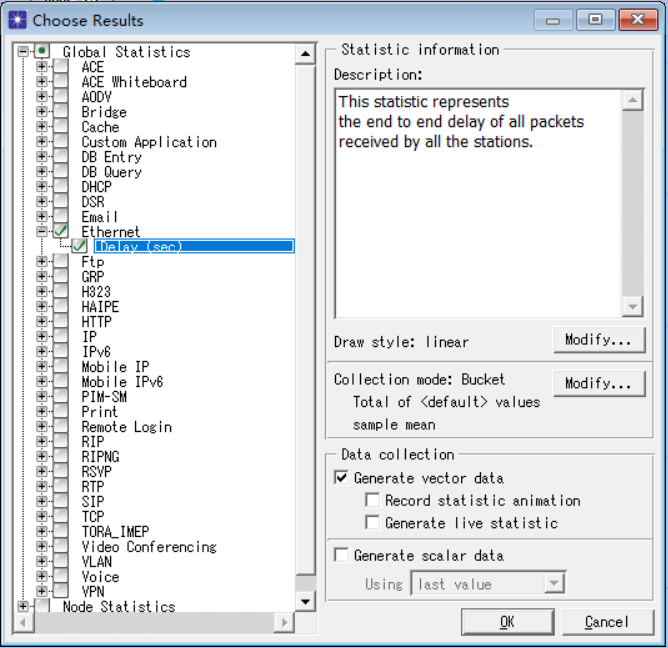 Choose Results
Global Statistics
ACE
ACE Whiteboard
AODV
Bridge
Cache
Custom Application
DB Entry
DB Query
DHCP
DSR
Email
Ethernet
Delay (sec)
Ftp
GRP
H323
HAIPE
HTTP
IP
IPv6
Mobile IP
Mobile IPv6
PIM-SM
Print
Remote Login
RIP
RIPNG
RSVP
RTP
SIP
TCP
TORA_IMEP
Video Conferencing
VLAN
Voice
VPN
Node Statistics
Statistic information
Description:
This statistic represents
the end to end delay of all packets
received by all the stations.
Draw style: linear
Modify...
Collection mode: Bucket
Modify...
Total of <default> values
sample mean
Data collection
Generate vector data
Record statistic animation
Generate live statistic
Generate scalar data
Using last value
OK
Cancel